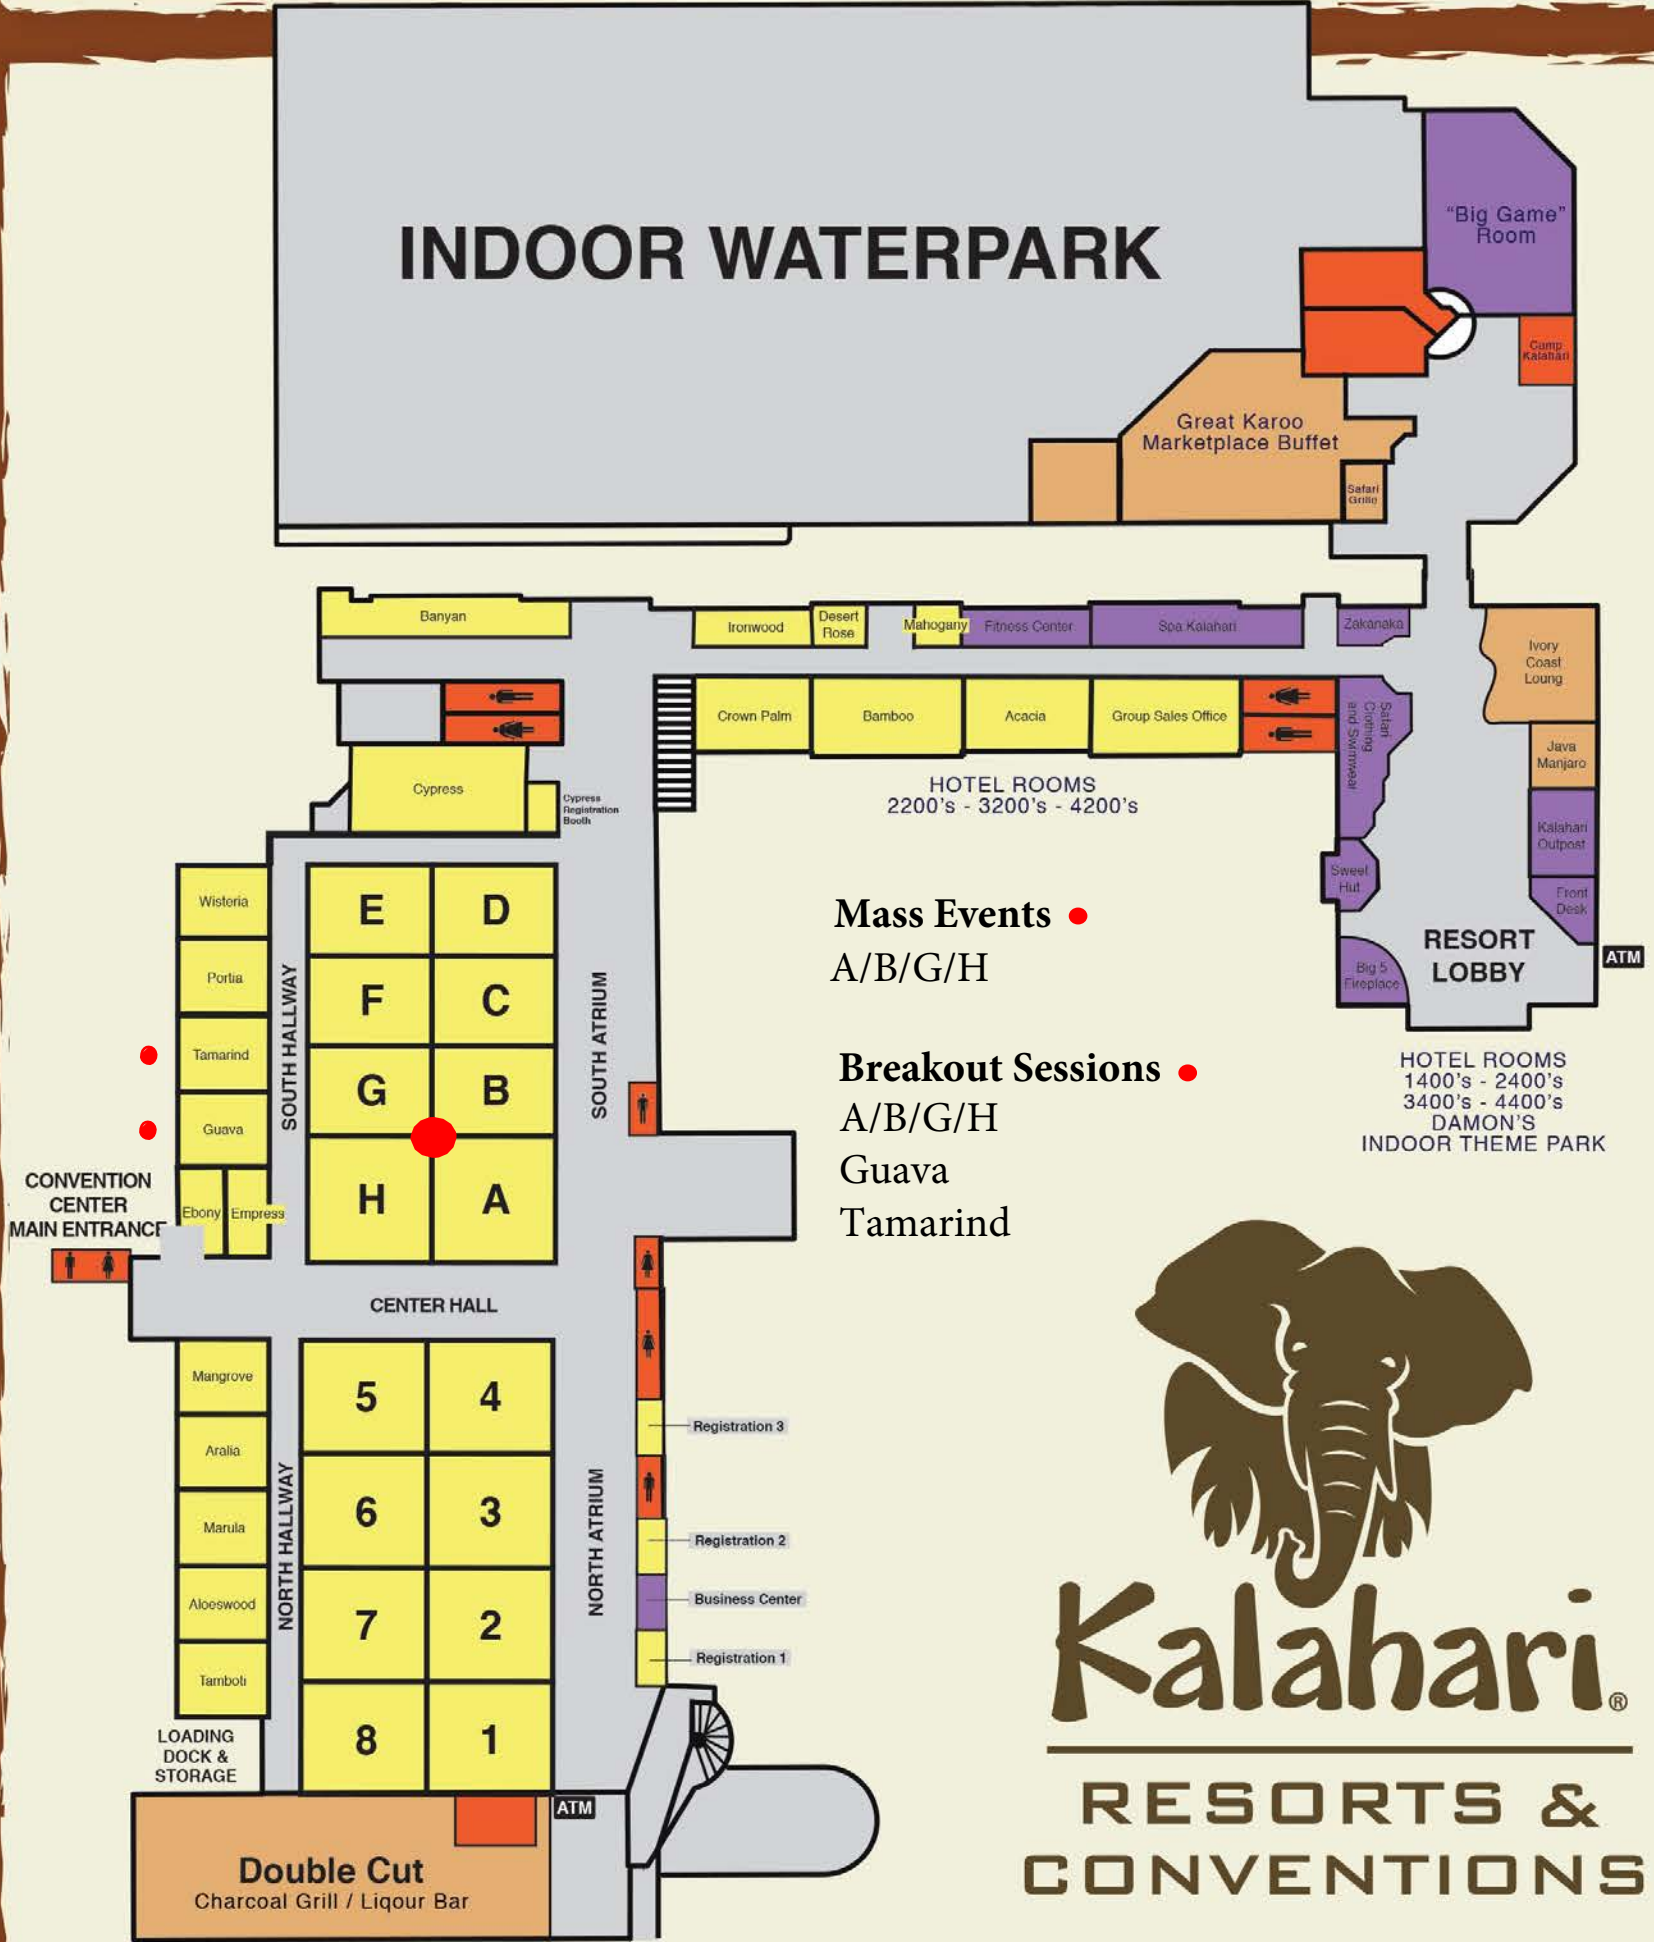 INDOOR WATERPARK
"Big Game"
Room
Camp
Kalahari
Great Karoo
Marketplace Buffet
Safari
Grille
Banyan
Ironwood
Desert
Rose
Mahogany
Fitness Center
Spa Kalahari
Zakanaka
Ivory
Coast
Loung
Crown Palm
Bamboo
Acacia
Group Sales Office
Safari
Clothing
and Swimwear
Java
Manjaro
HOTEL ROOMS
2200's - 3200's - 4200's
Cypress
Cypress
Registration
Booth
Kalahari
Outpost
Sweet
Hut
Front
Desk
RESORT
LOBBY
ATM
Big 5
Fireplace
HOTEL ROOMS
1400's - 2400's
3400's - 4400's
DAMON'S
INDOOR THEME PARK
Mass Events
A/B/G/H
Breakout Sessions
A/B/G/H
Guava
Tamarind
Wisteria
Portia
Tamarind
Guava
Ebony
Empress
SOUTH HALLWAY
E
D
F
C
G
B
H
A
SOUTH ATRIUM
CONVENTION
CENTER
MAIN ENTRANCE
CENTER HALL
Mangrove
Aralia
Marula
Aloeswood
Tamboti
NORTH HALLWAY
5
4
6
3
7
2
8
1
NORTH ATRIUM
Registration 3
Registration 2
Business Center
Registration 1
LOADING
DOCK &
STORAGE
ATM
Double Cut
Charcoal Grill / Liqour Bar
Kalahari®
RESORTS &
CONVENTIONS